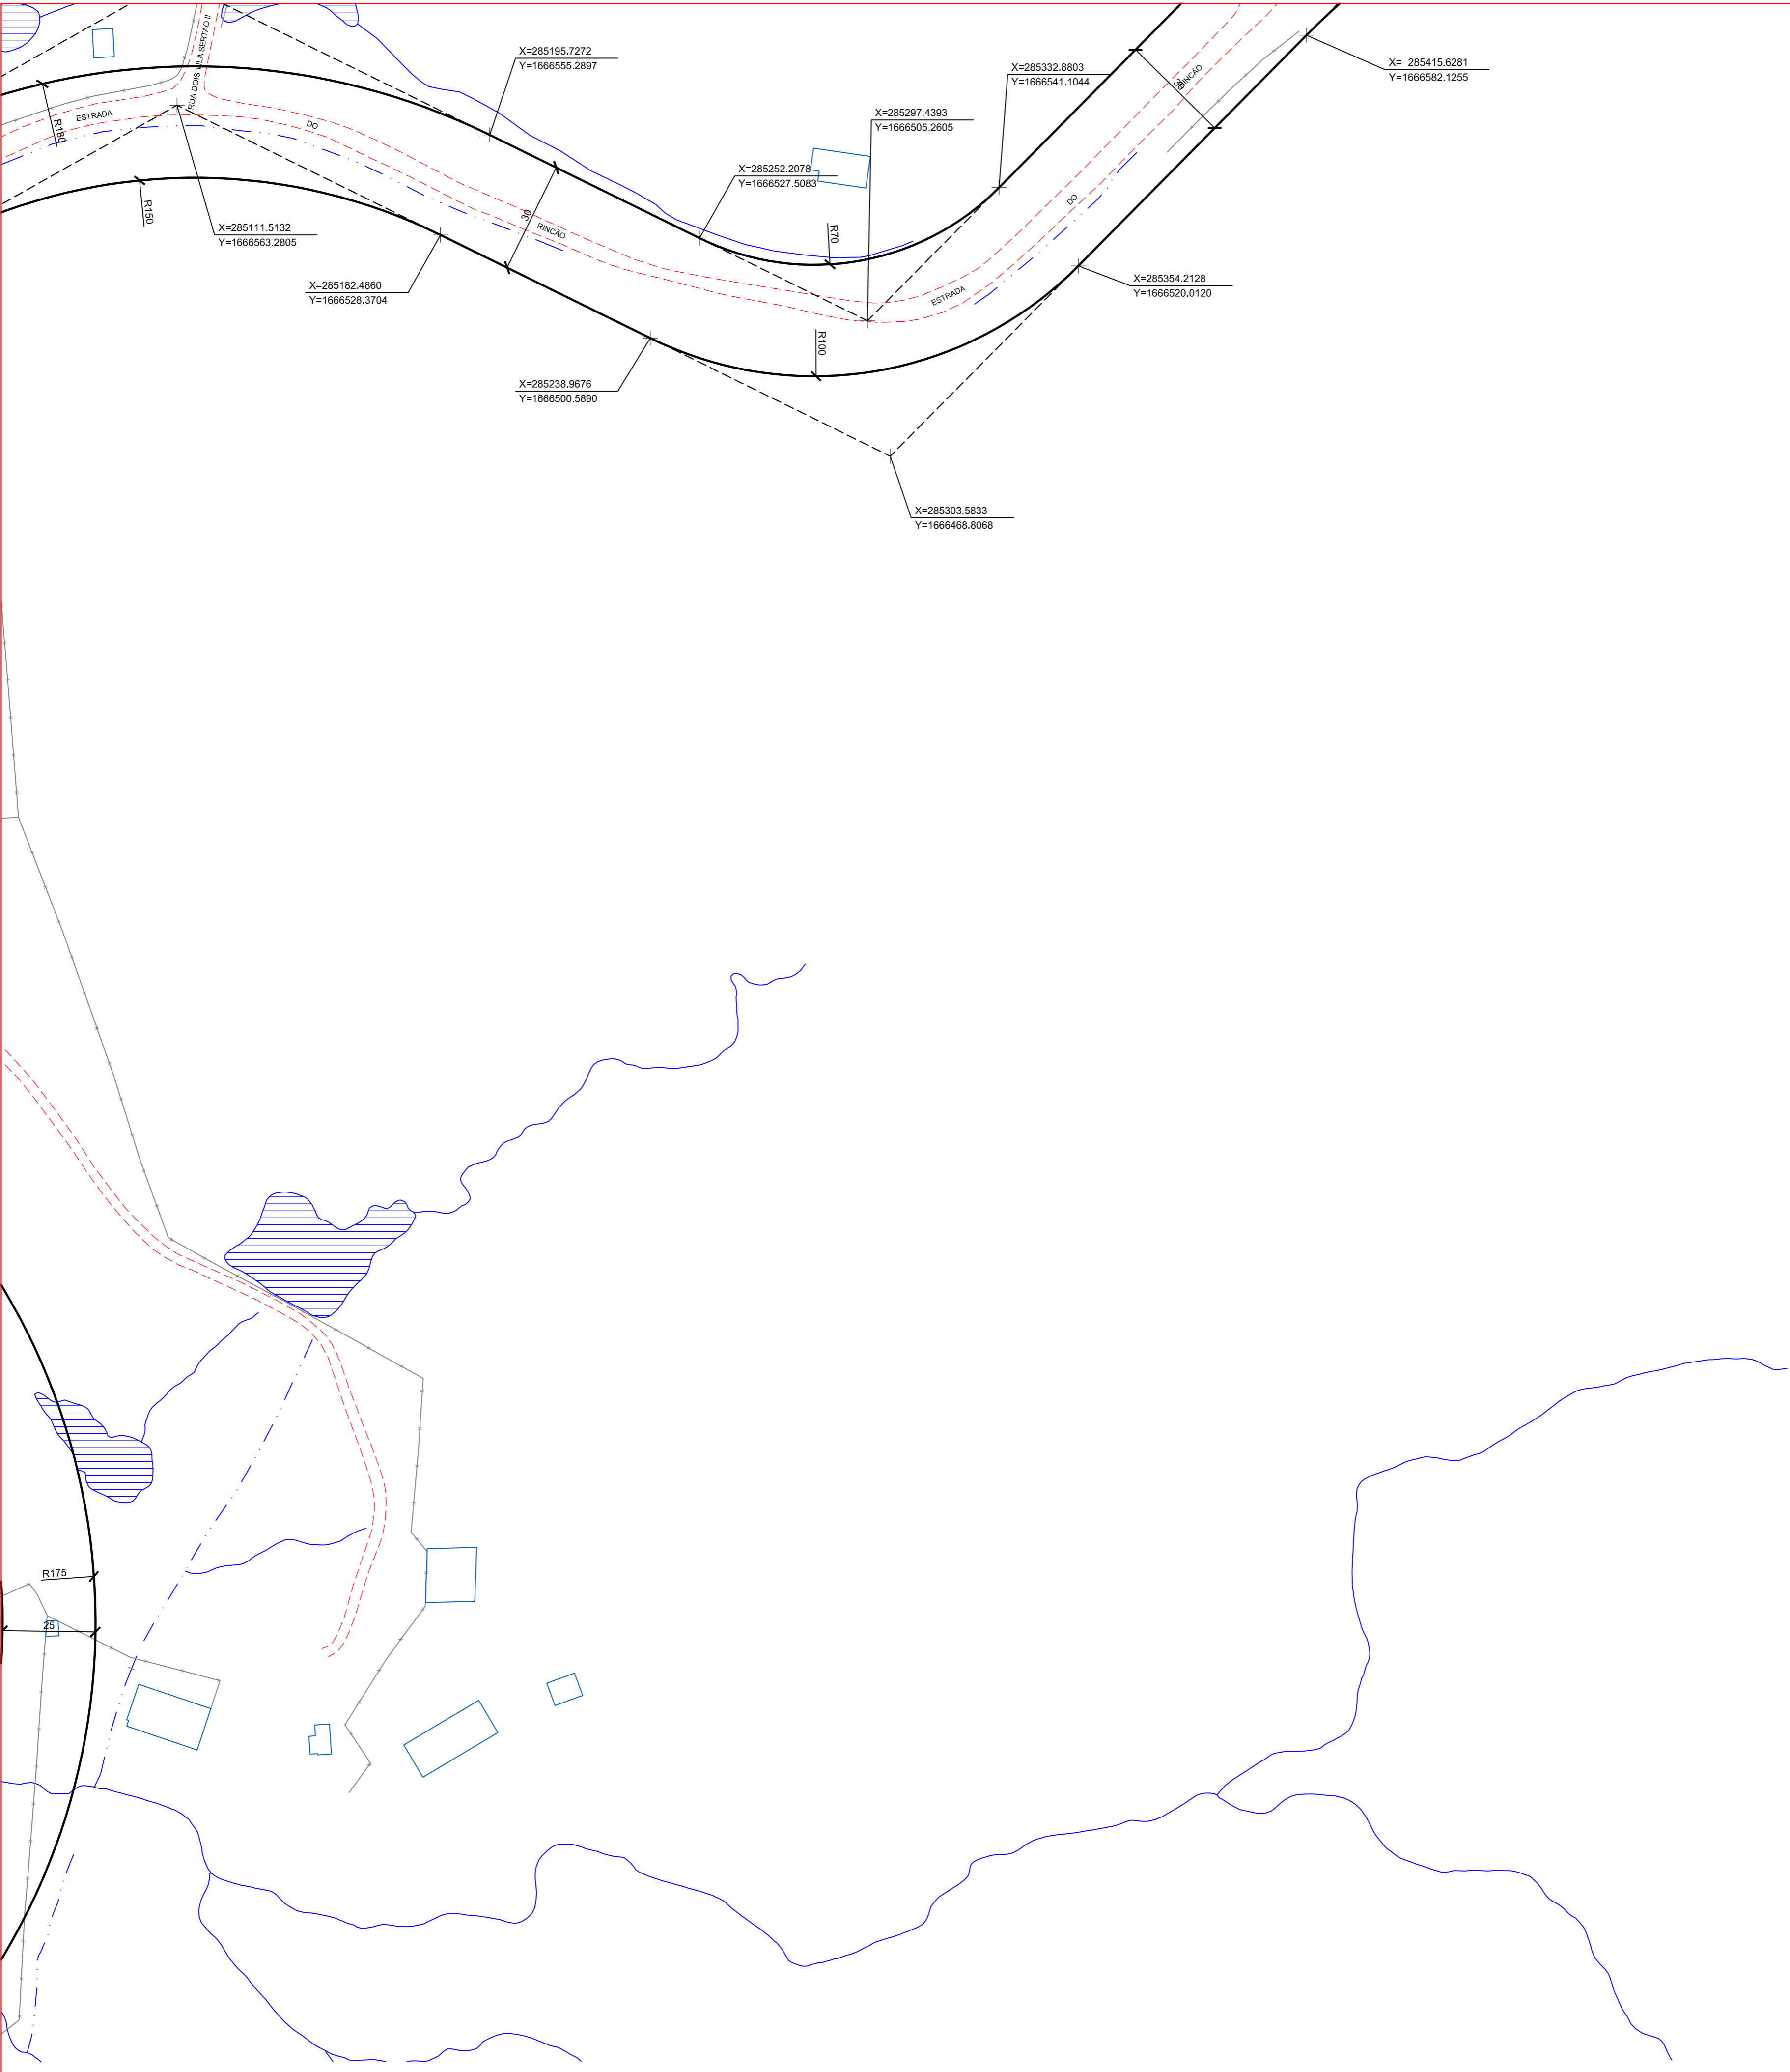 RUA DOIS VILA SERTAO II
X=285195.7272
Y=1666555.2897
X=285332.8803
Y=1666541.1044
X= 285415.6281
Y=1666582.1255
30
RINCÃO
X=285297.4393
Y=1666505.2605
ESTRADA
DO
R180
X=285252.2078
Y=1666527.5083
R150
X=285111.5132
Y=1666563.2805
30
RINCÃO
R70
DO
X=285182.4860
Y=1666528.3704
ESTRADA
X=285354.2128
Y=1666520.0120
R100
X=285238.9676
Y=1666500.5890
X=285303.5833
Y=1666468.8068
R175
25